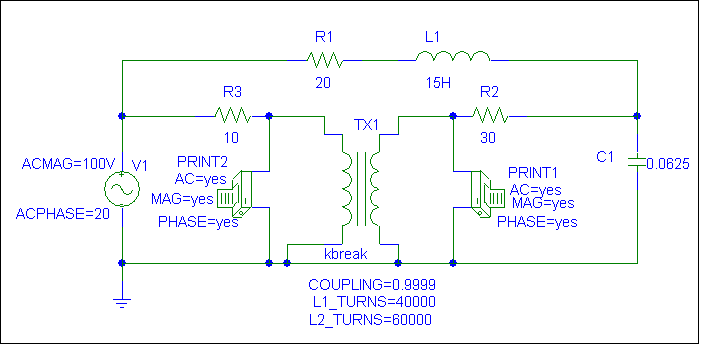 R1
L1
20
15H
R3
R2
10
TX1
30
ACMAG=100V
V1
PRINT2
AC=yes
MAG=yes
PHASE=yes
ACPHASE=20
PRINT1
AC=yes
MAG=yes
PHASE=yes
C1
0.0625
kbreak
COUPLING=0.9999
L1_TURNS=40000
L2_TURNS=60000